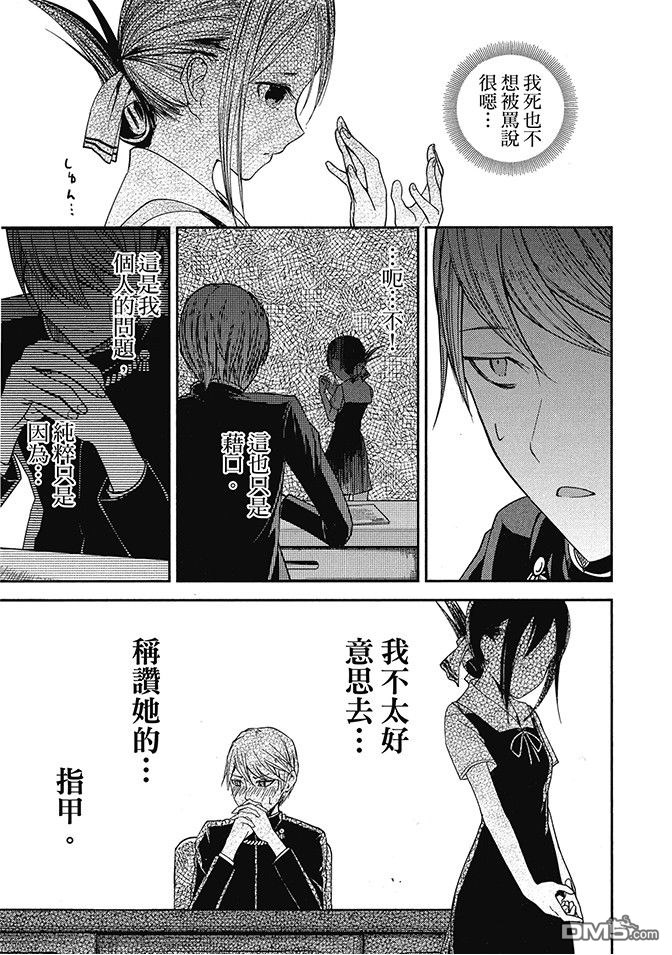 我死也不
想被罵說
很噁…
しゅん…
…呃…不！
這也只是
藉口。
這是我
個人的問題，
純粹只是
因為…
我不太好
意思去…
稱讚她的…
指甲。
DM5.com